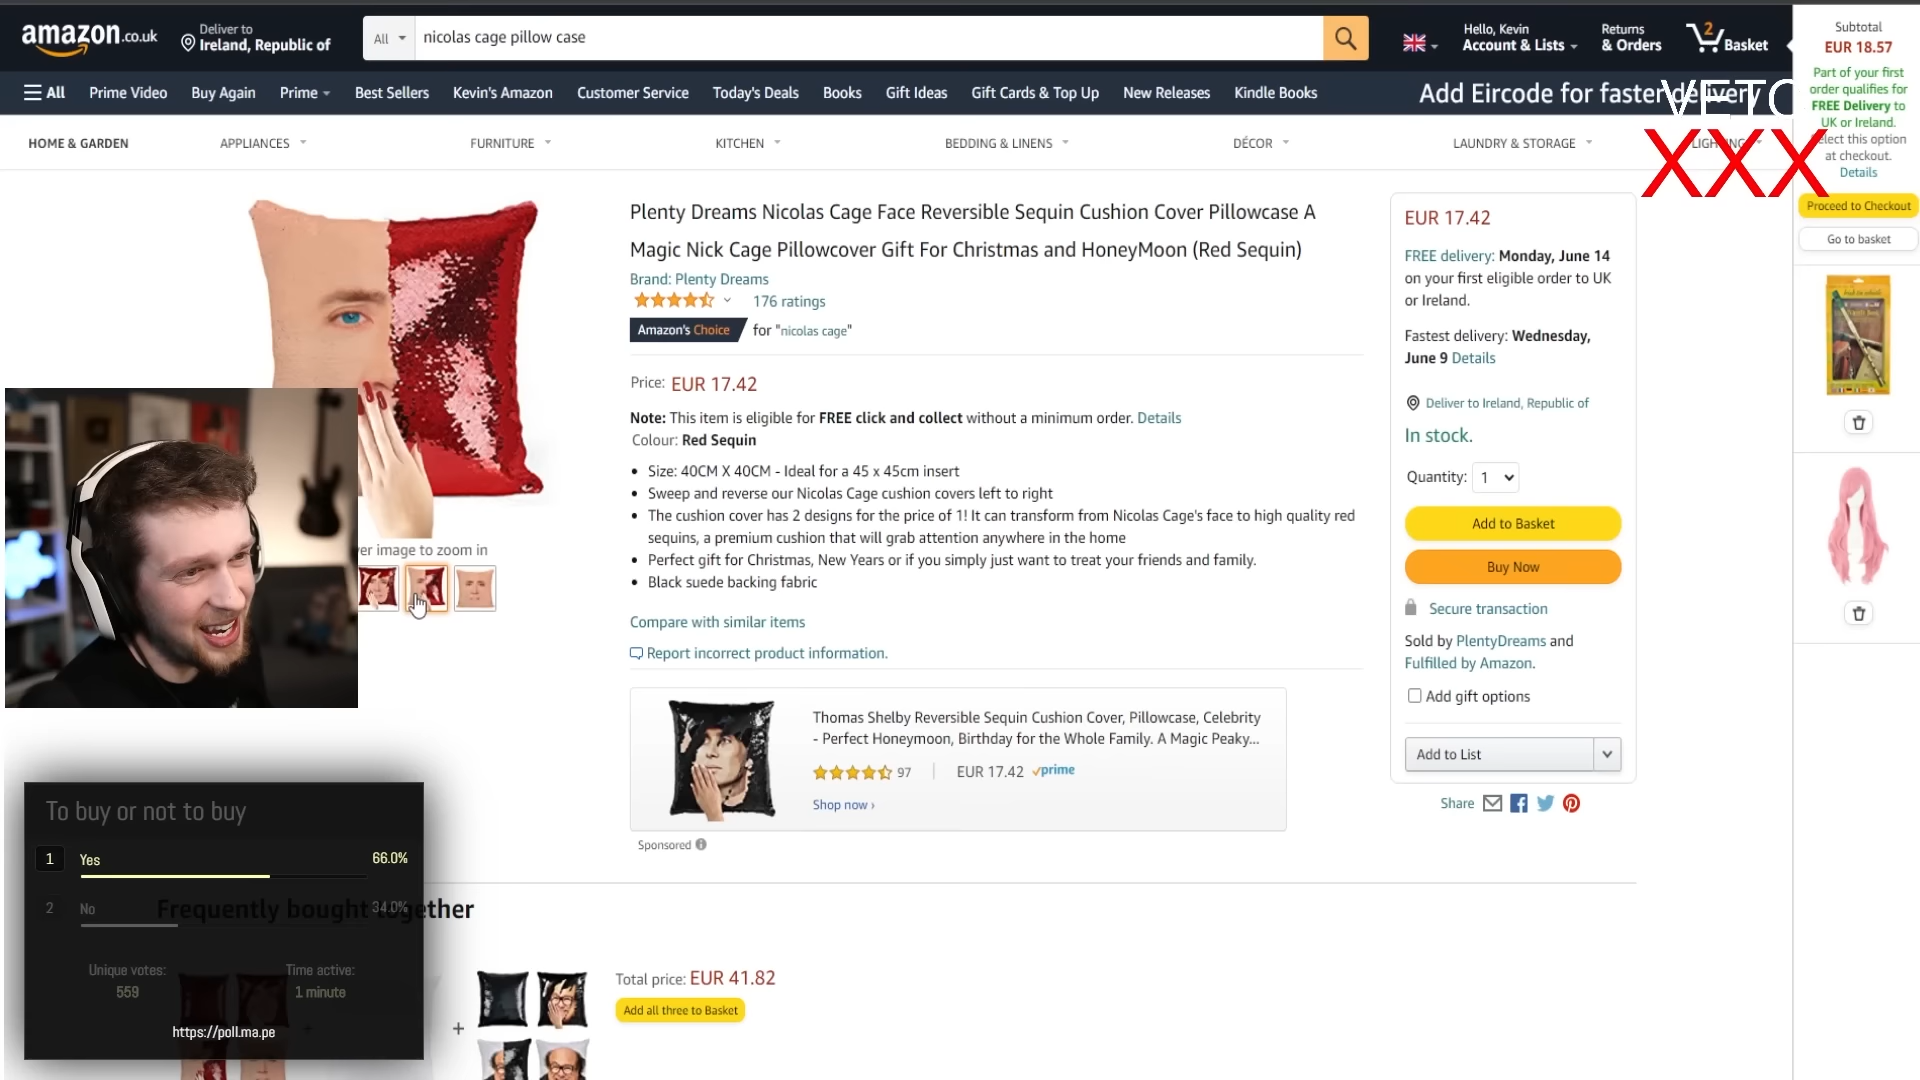 amazon.co.uk
Deliver to
Ireland, Republic of
All
nicolas cage pillow case
Hello, Kevin
Account & Lists
Returns
& Orders
2
Basket
Subtotal
EUR 18.57
Part of your first
order qualifies for
FREE Delivery to
UK or Ireland.
Select this option
at checkout.
Details
Proceed to Checkout
Go to basket
All
Prime Video
Buy Again
Prime
Best Sellers
Kevin's Amazon
Customer Service
Today's Deals
Books
Gift Ideas
Gift Cards & Top Up
New Releases
Kindle Books
Add Eircode for faster delivery
XXX
HOME & GARDEN
APPLIANCES
FURNITURE
KITCHEN
BEDDING & LINENS
DÉCOR
LAUNDRY & STORAGE
LIGHTING
Plenty Dreams Nicolas Cage Face Reversible Sequin Cushion Cover Pillowcase A
Magic Nick Cage Pillowcover Gift For Christmas and HoneyMoon (Red Sequin)
Brand: Plenty Dreams
176 ratings
Amazon's Choice for "nicolas cage"
Price: EUR 17.42
Note: This item is eligible for FREE click and collect without a minimum order. Details
Colour: Red Sequin
Size: 40CM X 40CM - Ideal for a 45 x 45cm insert
Sweep and reverse our Nicolas Cage cushion covers left to right
The cushion cover has 2 designs for the price of 1! It can transform from Nicolas Cage's face to high quality red
sequins, a premium cushion that will grab attention anywhere in the home
Perfect gift for Christmas, New Years or if you simply just want to treat your friends and family.
Black suede backing fabric
Compare with similar items
Report incorrect product information.
image to zoom in
Thomas Shelby Reversible Sequin Cushion Cover, Pillowcase, Celebrity
- Perfect Honeymoon, Birthday for the Whole Family. A Magic Peaky...
97
EUR 17.42
prime
Shop now ›
Sponsored
EUR 17.42
FREE delivery: Monday, June 14
on your first eligible order to UK
or Ireland.
Fastest delivery: Wednesday,
June 9 Details
Deliver to Ireland, Republic of
In stock.
Quantity: 1
Add to Basket
Buy Now
Secure transaction
Sold by PlentyDreams and
Fulfilled by Amazon.
Add gift options
Add to List
Share
To buy or not to buy
1 Yes 66.0%
2 No 34.0%
Unique votes:
559
Time active:
1 minute
https://poll.ma.pe
Frequently bought together
Total price: EUR 41.82
Add all three to Basket